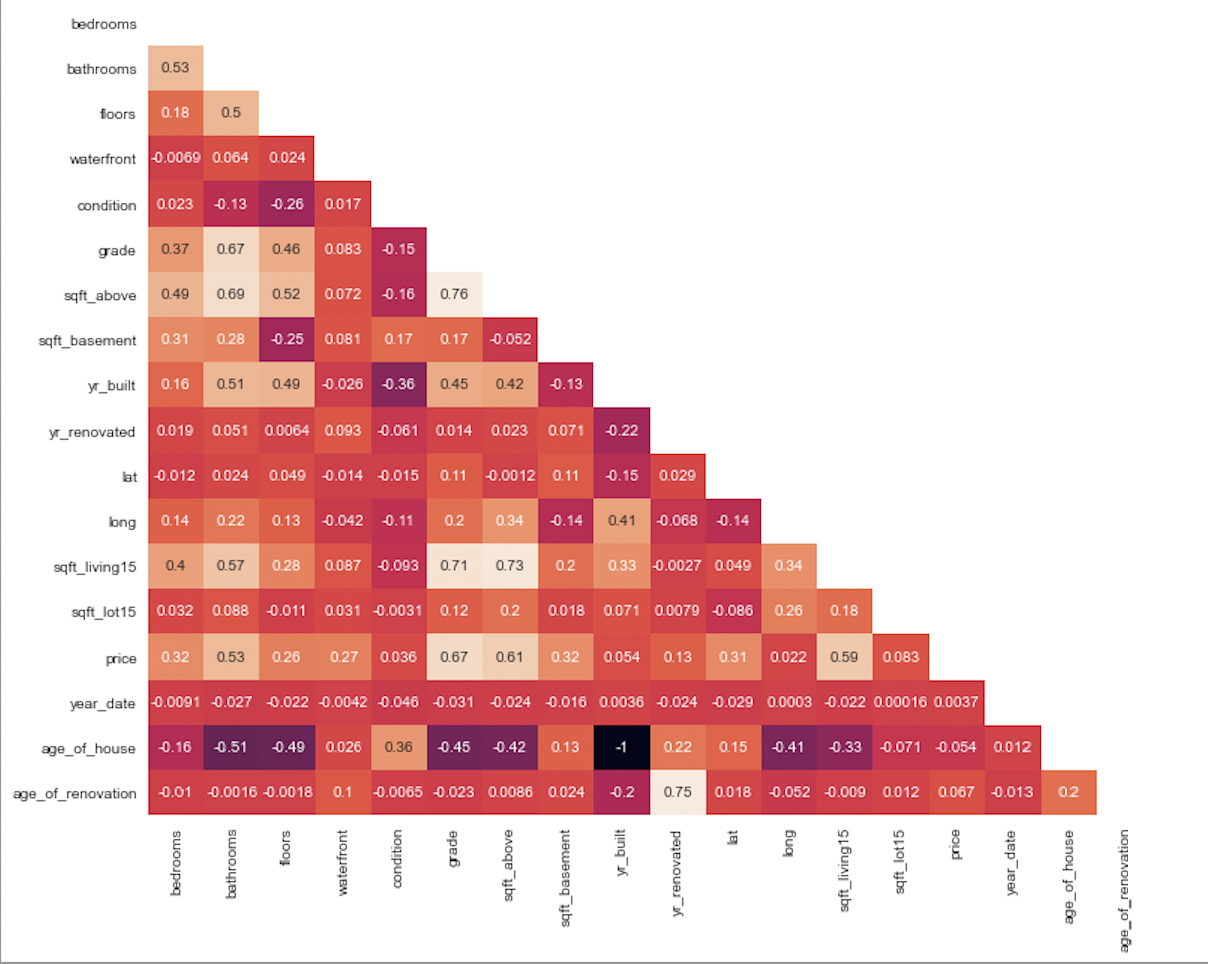 bedrooms
bathrooms 0.53
floors 0.18 0.5
waterfront -0.0069 0.064 0.024
condition 0.023 -0.13 -0.26 0.017
grade 0.37 0.67 0.46 0.083 -0.15
sqft_above 0.49 0.69 0.52 0.072 -0.16 0.76
sqft_basement 0.31 0.28 -0.25 0.081 0.17 0.17 -0.052
yr_built 0.16 0.51 0.49 -0.026 -0.36 0.45 0.42 -0.13
yr_renovated 0.019 0.051 0.0064 0.093 -0.061 0.014 0.023 0.071 -0.22
lat -0.012 0.024 0.049 -0.014 -0.015 0.11 -0.0012 0.11 -0.15 0.029
long 0.14 0.22 0.13 -0.042 -0.11 0.2 0.34 -0.14 0.41 -0.068 -0.14
sqft_living15 0.4 0.57 0.28 0.087 -0.093 0.71 0.73 0.2 0.33 -0.0027 0.049 0.34
sqft_lot15 0.032 0.088 -0.011 0.031 -0.0031 0.12 0.2 0.018 0.071 0.0079 -0.086 0.26 0.18
price 0.32 0.53 0.26 0.27 0.036 0.67 0.61 0.32 0.054 0.13 0.31 0.022 0.59 0.083
year_date -0.0091 -0.027 -0.022 -0.0042 -0.046 -0.031 -0.024 -0.016 0.0036 -0.024 -0.029 0.0003 -0.022 0.00016 0.0037
age_of_house -0.16 -0.51 -0.49 0.026 0.36 -0.45 -0.42 0.13 -1 0.22 0.15 -0.41 -0.33 -0.071 -0.054 0.012
age_of_renovation -0.01 -0.0016 -0.0018 0.1 -0.0065 -0.023 0.0086 0.024 -0.2 0.75 0.018 -0.052 -0.009 0.012 0.067 -0.013 0.2
bedrooms
bathrooms
floors
waterfront
condition
grade
sqft_above
sqft_basement
yr_built
yr_renovated
lat
long
sqft_living15
sqft_lot15
price
year_date
age_of_house
age_of_renovation